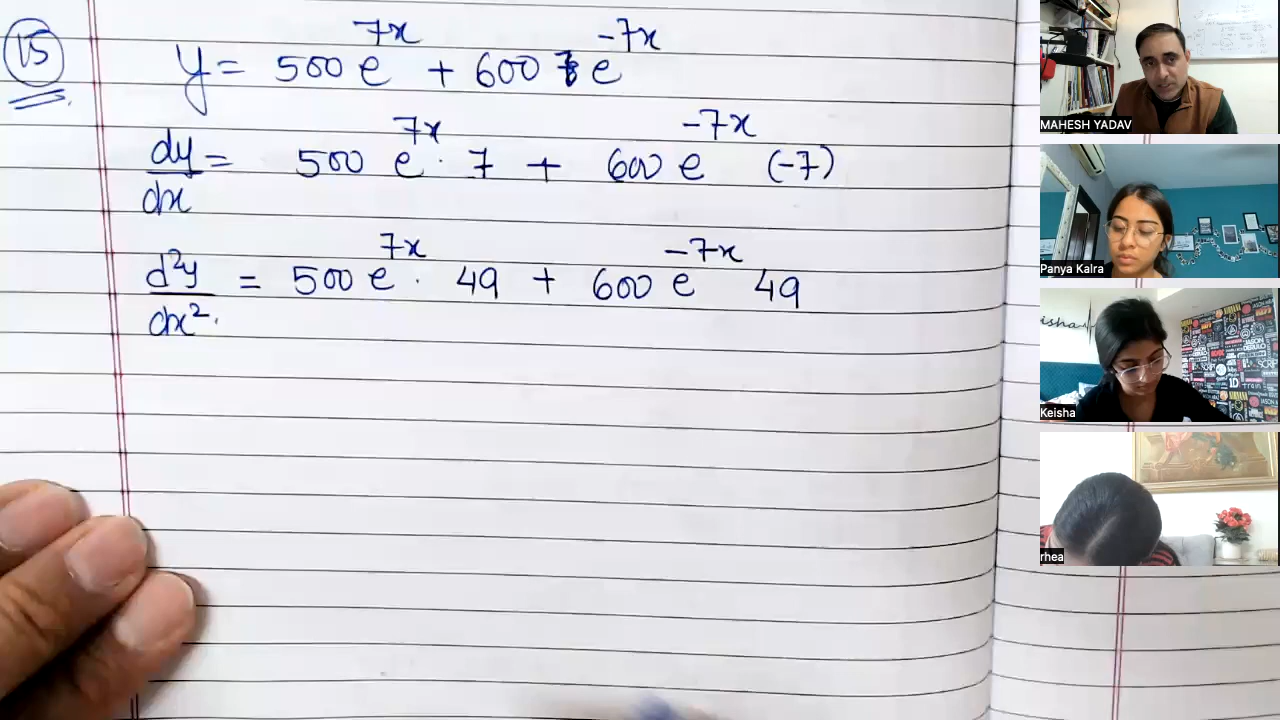 15
y = 500 e^{7x} + 600 e^{-7x}
dy/dx = 500 e^{7x} · 7 + 600 e^{-7x} (-7)
d²y/dx² = 500 e^{7x} · 49 + 600 e^{-7x} 49
MAHESH YADAV
Panya Kalra
eisha
Keisha
rhea